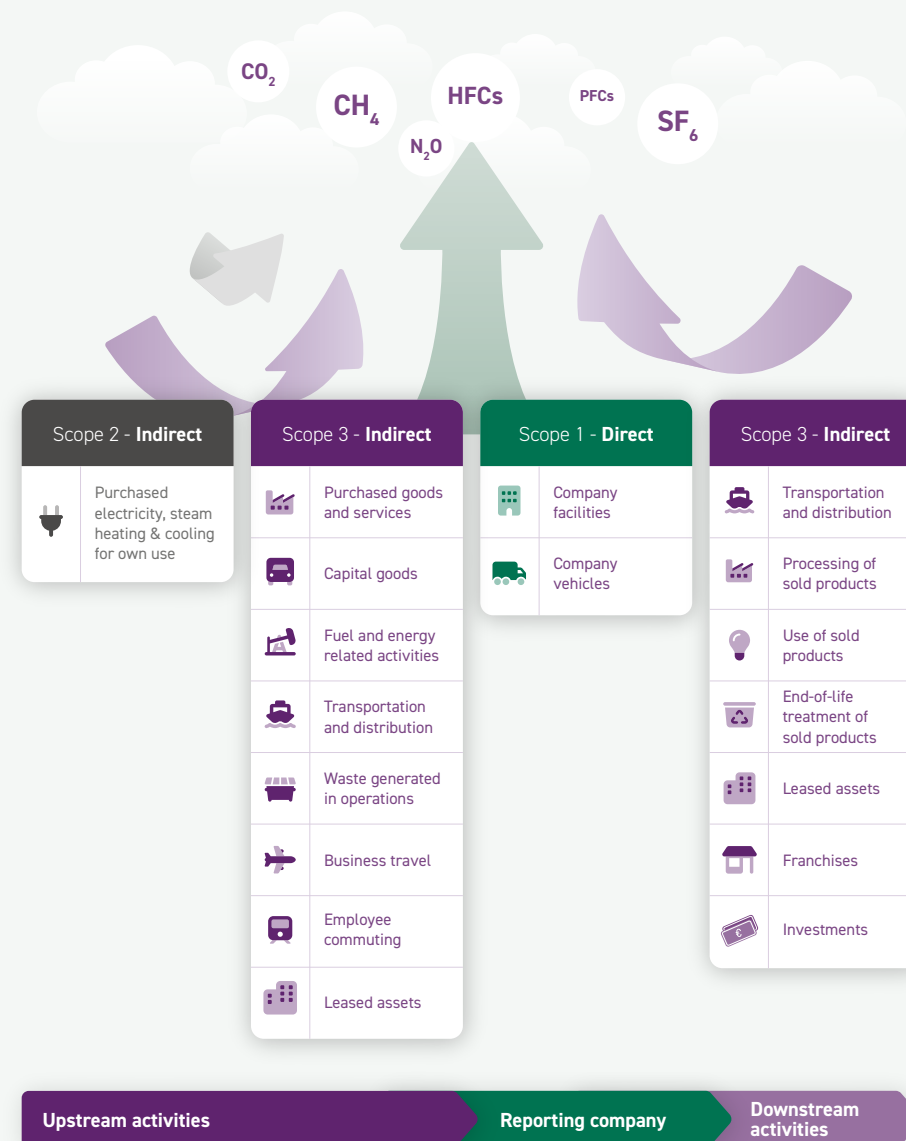 CO₂
CH₄
N₂O
HFCs
PFCs
SF₆
Scope 2 - Indirect
Purchased
electricity, steam
heating & cooling
for own use
Scope 3 - Indirect
Purchased goods
and services
Capital goods
Fuel and energy
related activities
Transportation
and distribution
Waste generated
in operations
Business travel
Employee
commuting
Leased assets
Scope 1 - Direct
Company
facilities
Company
vehicles
Scope 3 - Indirect
Transportation
and distribution
Processing of
sold products
Use of sold
products
End-of-life
treatment of
sold products
Leased assets
Franchises
€
Investments
Upstream activities
Reporting company
Downstream
activities